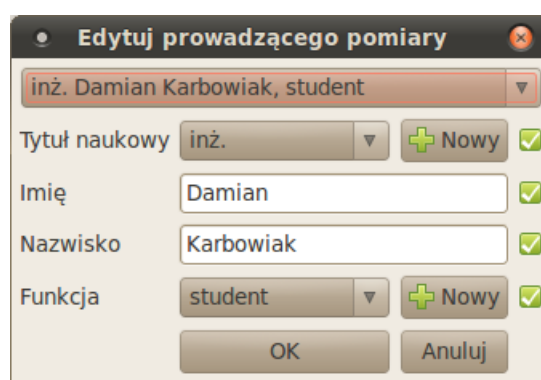 Edytuj prowadzącego pomiary
inż. Damian Karbowiak, student
Tytuł naukowy inż. Nowy
Imię Damian
Nazwisko Karbowiak
Funkcja student Nowy
OK Anuluj